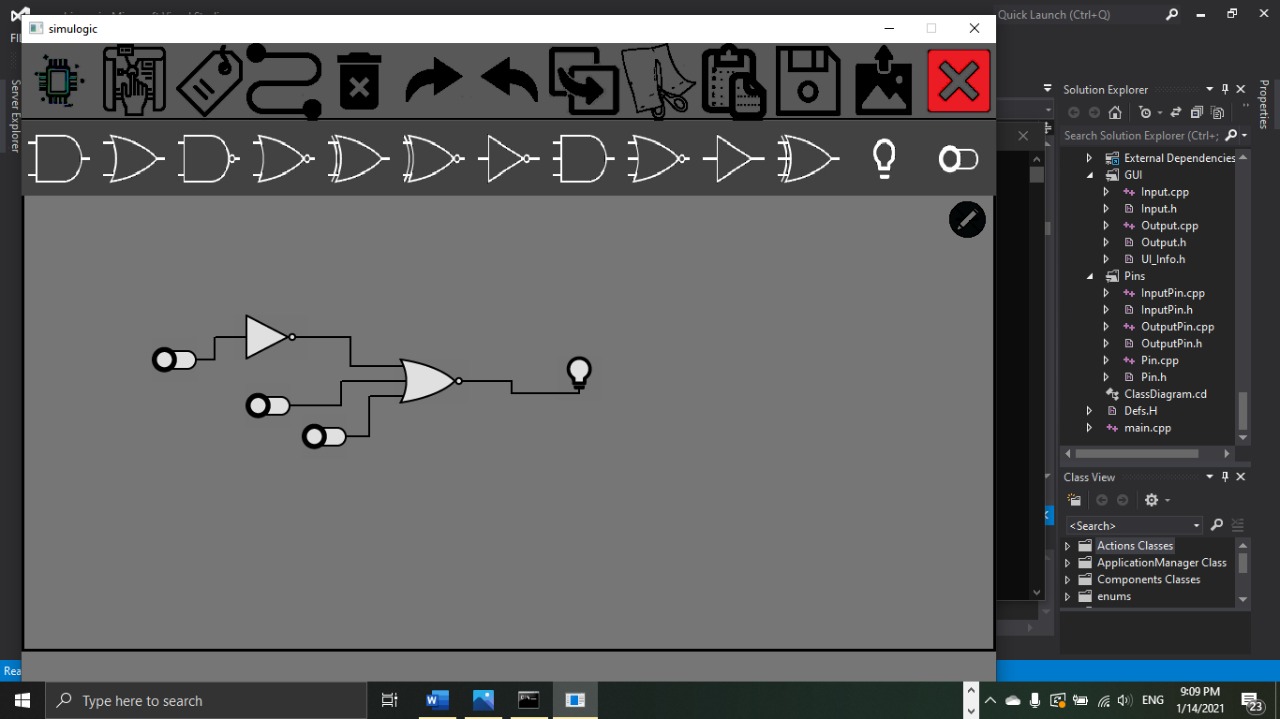 simulogic
Quick Launch (Ctrl+Q)
FI
Server Explorer
Solution Explorer
Properties
Search Solution Explorer (Ctrl+;
External Dependencies
GUI
Input.cpp
Input.h
Output.cpp
Output.h
UI_Info.h
Pins
InputPin.cpp
InputPin.h
OutputPin.cpp
OutputPin.h
Pin.cpp
Pin.h
ClassDiagram.cd
Defs.H
main.cpp
Class View
<Search>
Actions Classes
ApplicationManager Class
Components Classes
enums
Rea
Type here to search
ENG
9:09 PM
1/14/2021
23